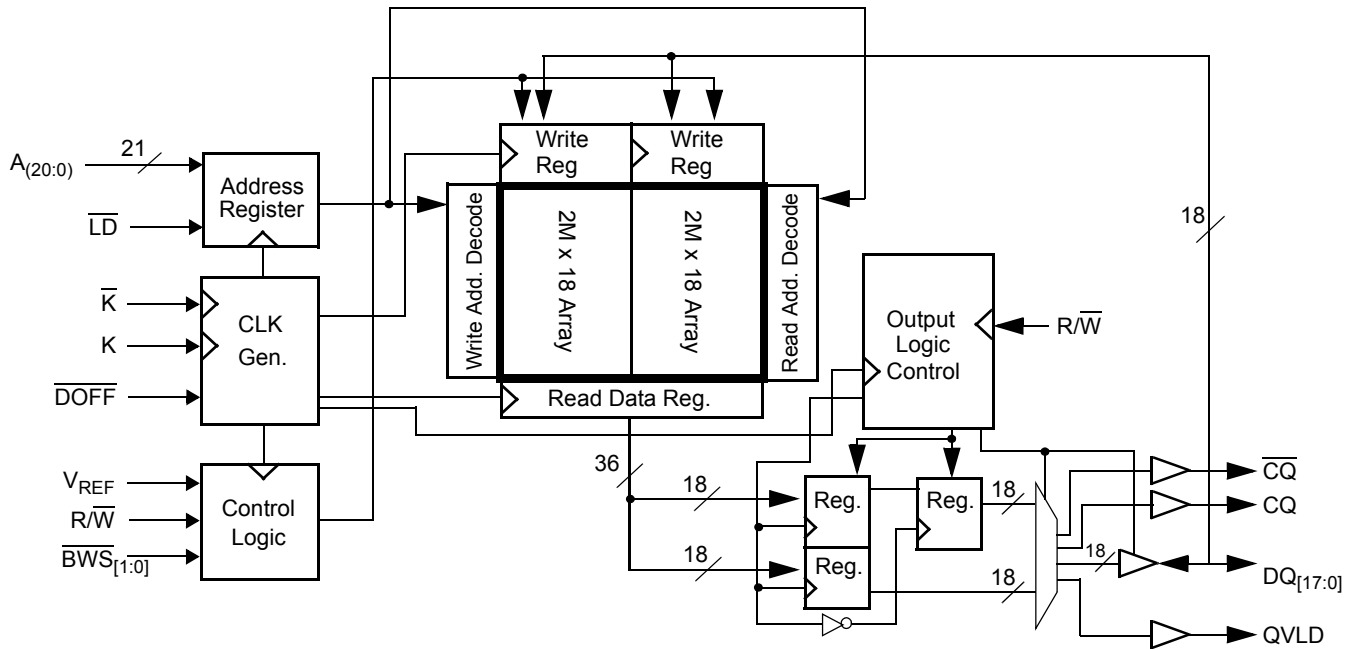 A(20:0)
21
LD
Address
Register
K
K
DOFF
CLK
Gen.
VREF
R/W
BWS[1:0]
Control
Logic
Write
Reg
Write
Reg
Write Add. Decode
2M x 18 Array
2M x 18 Array
Read Add. Decode
Read Data Reg.
36
18
18
Output
Logic
Control
R/W
18
Reg.
Reg.
Reg.
18
18
18
CQ
CQ
DQ[17:0]
QVLD